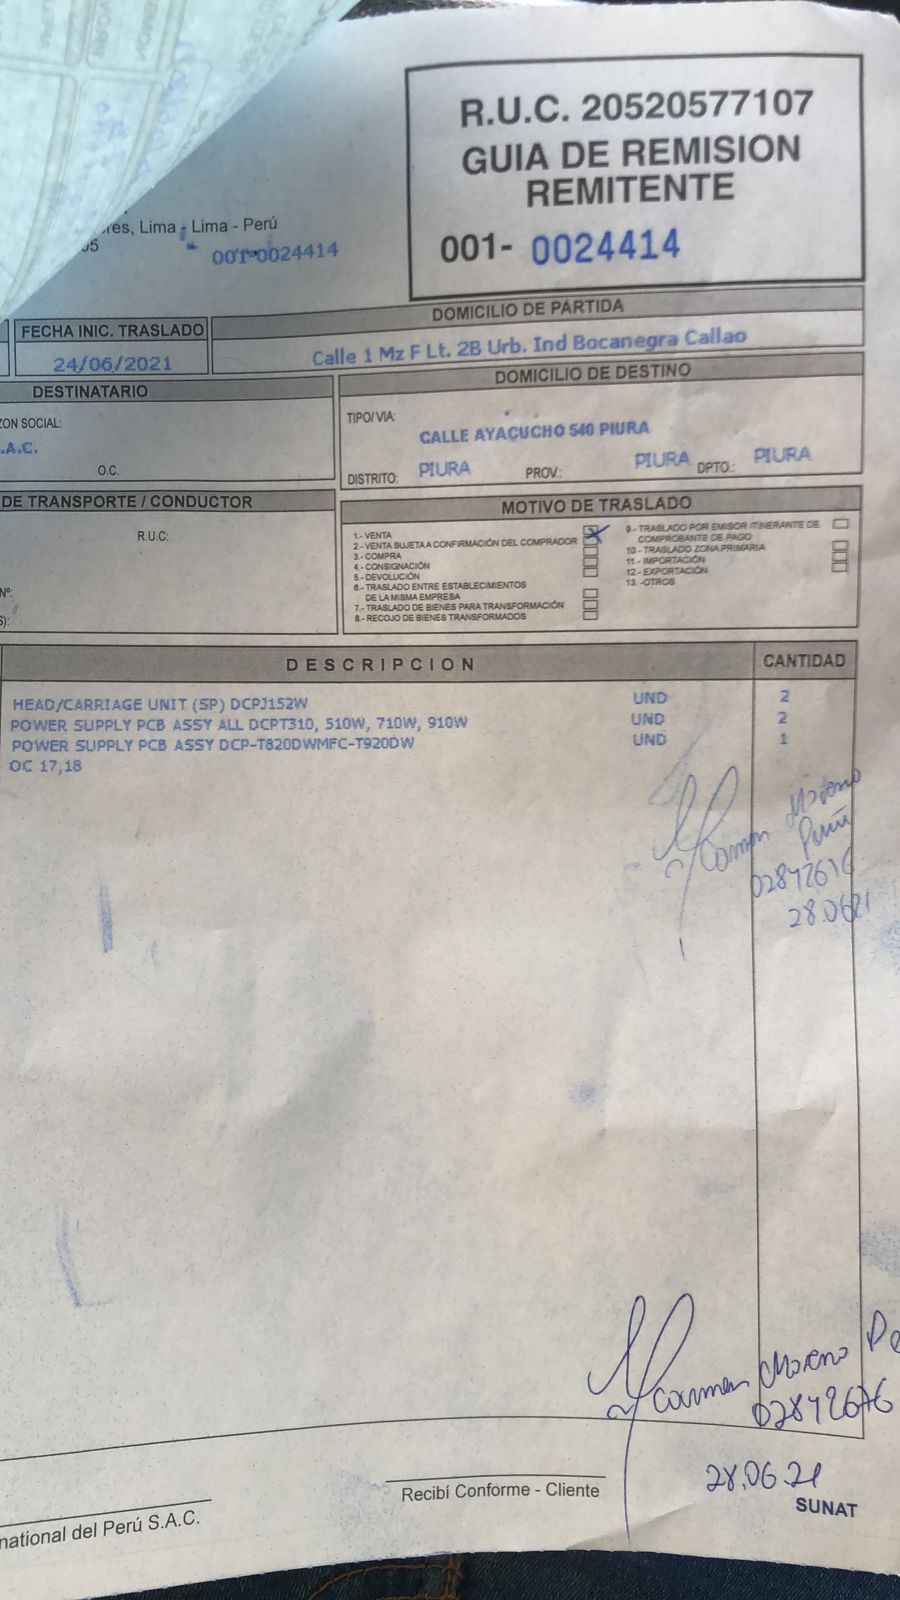 R.U.C. 20520577107
GUIA DE REMISION
REMITENTE
001- 0024414
Lima - Lima - Perú
001-0024414
FECHA INIC. TRASLADO
24/06/2021
DOMICILIO DE PARTIDA
Calle 1 Mz F Lt. 2B Urb. Ind Bocanegra Callao
DESTINATARIO
ZON SOCIAL:
.A.C.
O.C.
DOMICILIO DE DESTINO
TIPO/VIA:
CALLE AYACUCHO 540 PIURA
DISTRITO: PIURA PROV.: PIURA DPTO.: PIURA
DE TRANSPORTE / CONDUCTOR
R.U.C:
Nº:
S):
MOTIVO DE TRASLADO
1.- VENTA
2.- VENTA SUJETA A CONFIRMACIÓN DEL COMPRADOR
3.- COMPRA
4.- CONSIGNACIÓN
5.- DEVOLUCIÓN
6.- TRASLADO ENTRE ESTABLECIMIENTOS
DE LA MISMA EMPRESA
7.- TRASLADO DE BIENES PARA TRANSFORMACIÓN
8.- RECOJO DE BIENES TRANSFORMADOS
9.- TRASLADO POR EMISOR ITINERANTE DE
COMPROBANTE DE PAGO
10.- TRASLADO ZONA PRIMARIA
11.- IMPORTACIÓN
12.- EXPORTACIÓN
13.- OTROS
DESCRIPCION CANTIDAD
HEAD/CARRIAGE UNIT (SP) DCPJ152W UND 2
POWER SUPPLY PCB ASSY ALL DCPT310, 510W, 710W, 910W UND 2
POWER SUPPLY PCB ASSY DCP-T820DWMFC-T920DW UND 1
OC 17,18
Carmen Moreno
02842676
28.06.21
Carmen Moreno
02842676
28.06.21
national del Perú S.A.C.
Recibí Conforme - Cliente
SUNAT